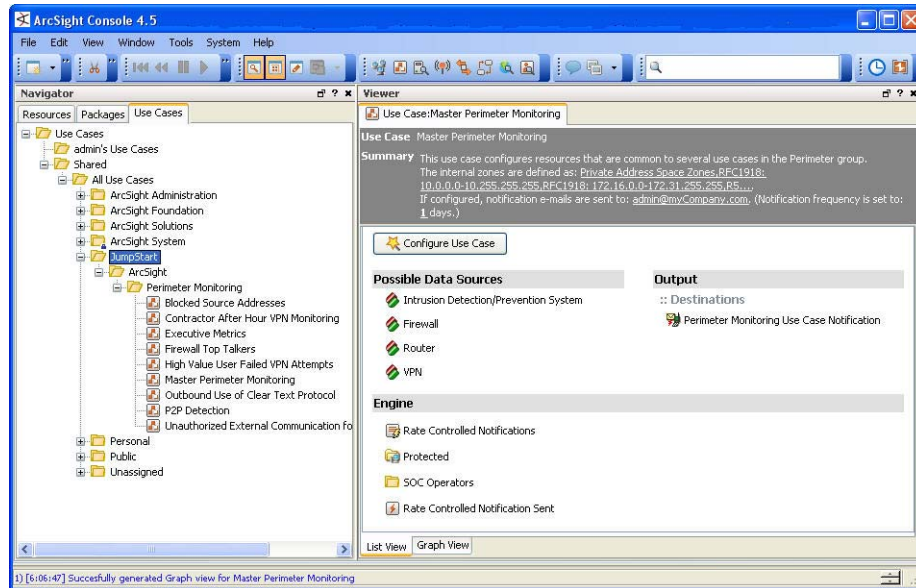 ArcSight Console 4.5
File Edit View Window Tools System Help
Navigator
Resources Packages Use Cases
Use Cases
admin's Use Cases
Shared
All Use Cases
ArcSight Administration
ArcSight Foundation
ArcSight Solutions
ArcSight System
JumpStart
ArcSight
Perimeter Monitoring
Blocked Source Addresses
Contractor After Hour VPN Monitoring
Executive Metrics
Firewall Top Talkers
High Value User Failed VPN Attempts
Master Perimeter Monitoring
Outbound Use of Clear Text Protocol
P2P Detection
Unauthorized External Communication fo
Personal
Public
Unassigned
Viewer
Use Case:Master Perimeter Monitoring
Use Case Master Perimeter Monitoring
Summary This use case configures resources that are common to several use cases in the Perimeter group.
The internal zones are defined as: Private Address Space Zones,RFC1918:
10.0.0.0-10.255.255.255,RFC1918: 172.16.0.0-172.31.255.255,R5...,
If configured, notification e-mails are sent to: admin@myCompany.com, (Notification frequency is set to:
1 days.)
Configure Use Case
Possible Data Sources
Intrusion Detection/Prevention System
Firewall
Router
VPN
Output
:: Destinations
Perimeter Monitoring Use Case Notification
Engine
Rate Controlled Notifications
Protected
SOC Operators
Rate Controlled Notification Sent
List View Graph View
1) [6:06:47] Succesfully generated Graph view for Master Perimeter Monitoring